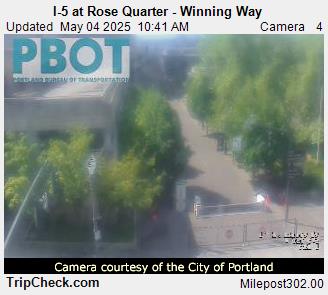 I-5 at Rose Quarter - Winning Way
Updated May 04 2025 10:41 AM Camera 4
PBOT
PORTLAND BUREAU OF TRANSPORTATION
Camera courtesy of the City of Portland
TripCheck.com Milepost302.00